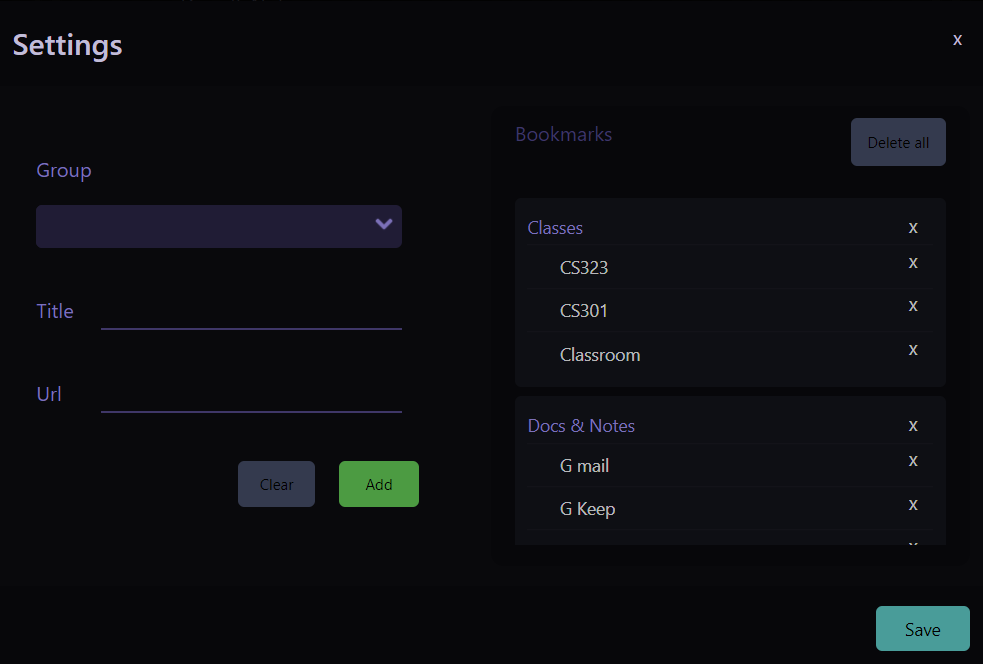 Settings
x
Group
Title
Url
Clear
Add
Bookmarks
Delete all
Classes x
CS323 x
CS301 x
Classroom x
Docs & Notes x
G mail x
G Keep x
Save